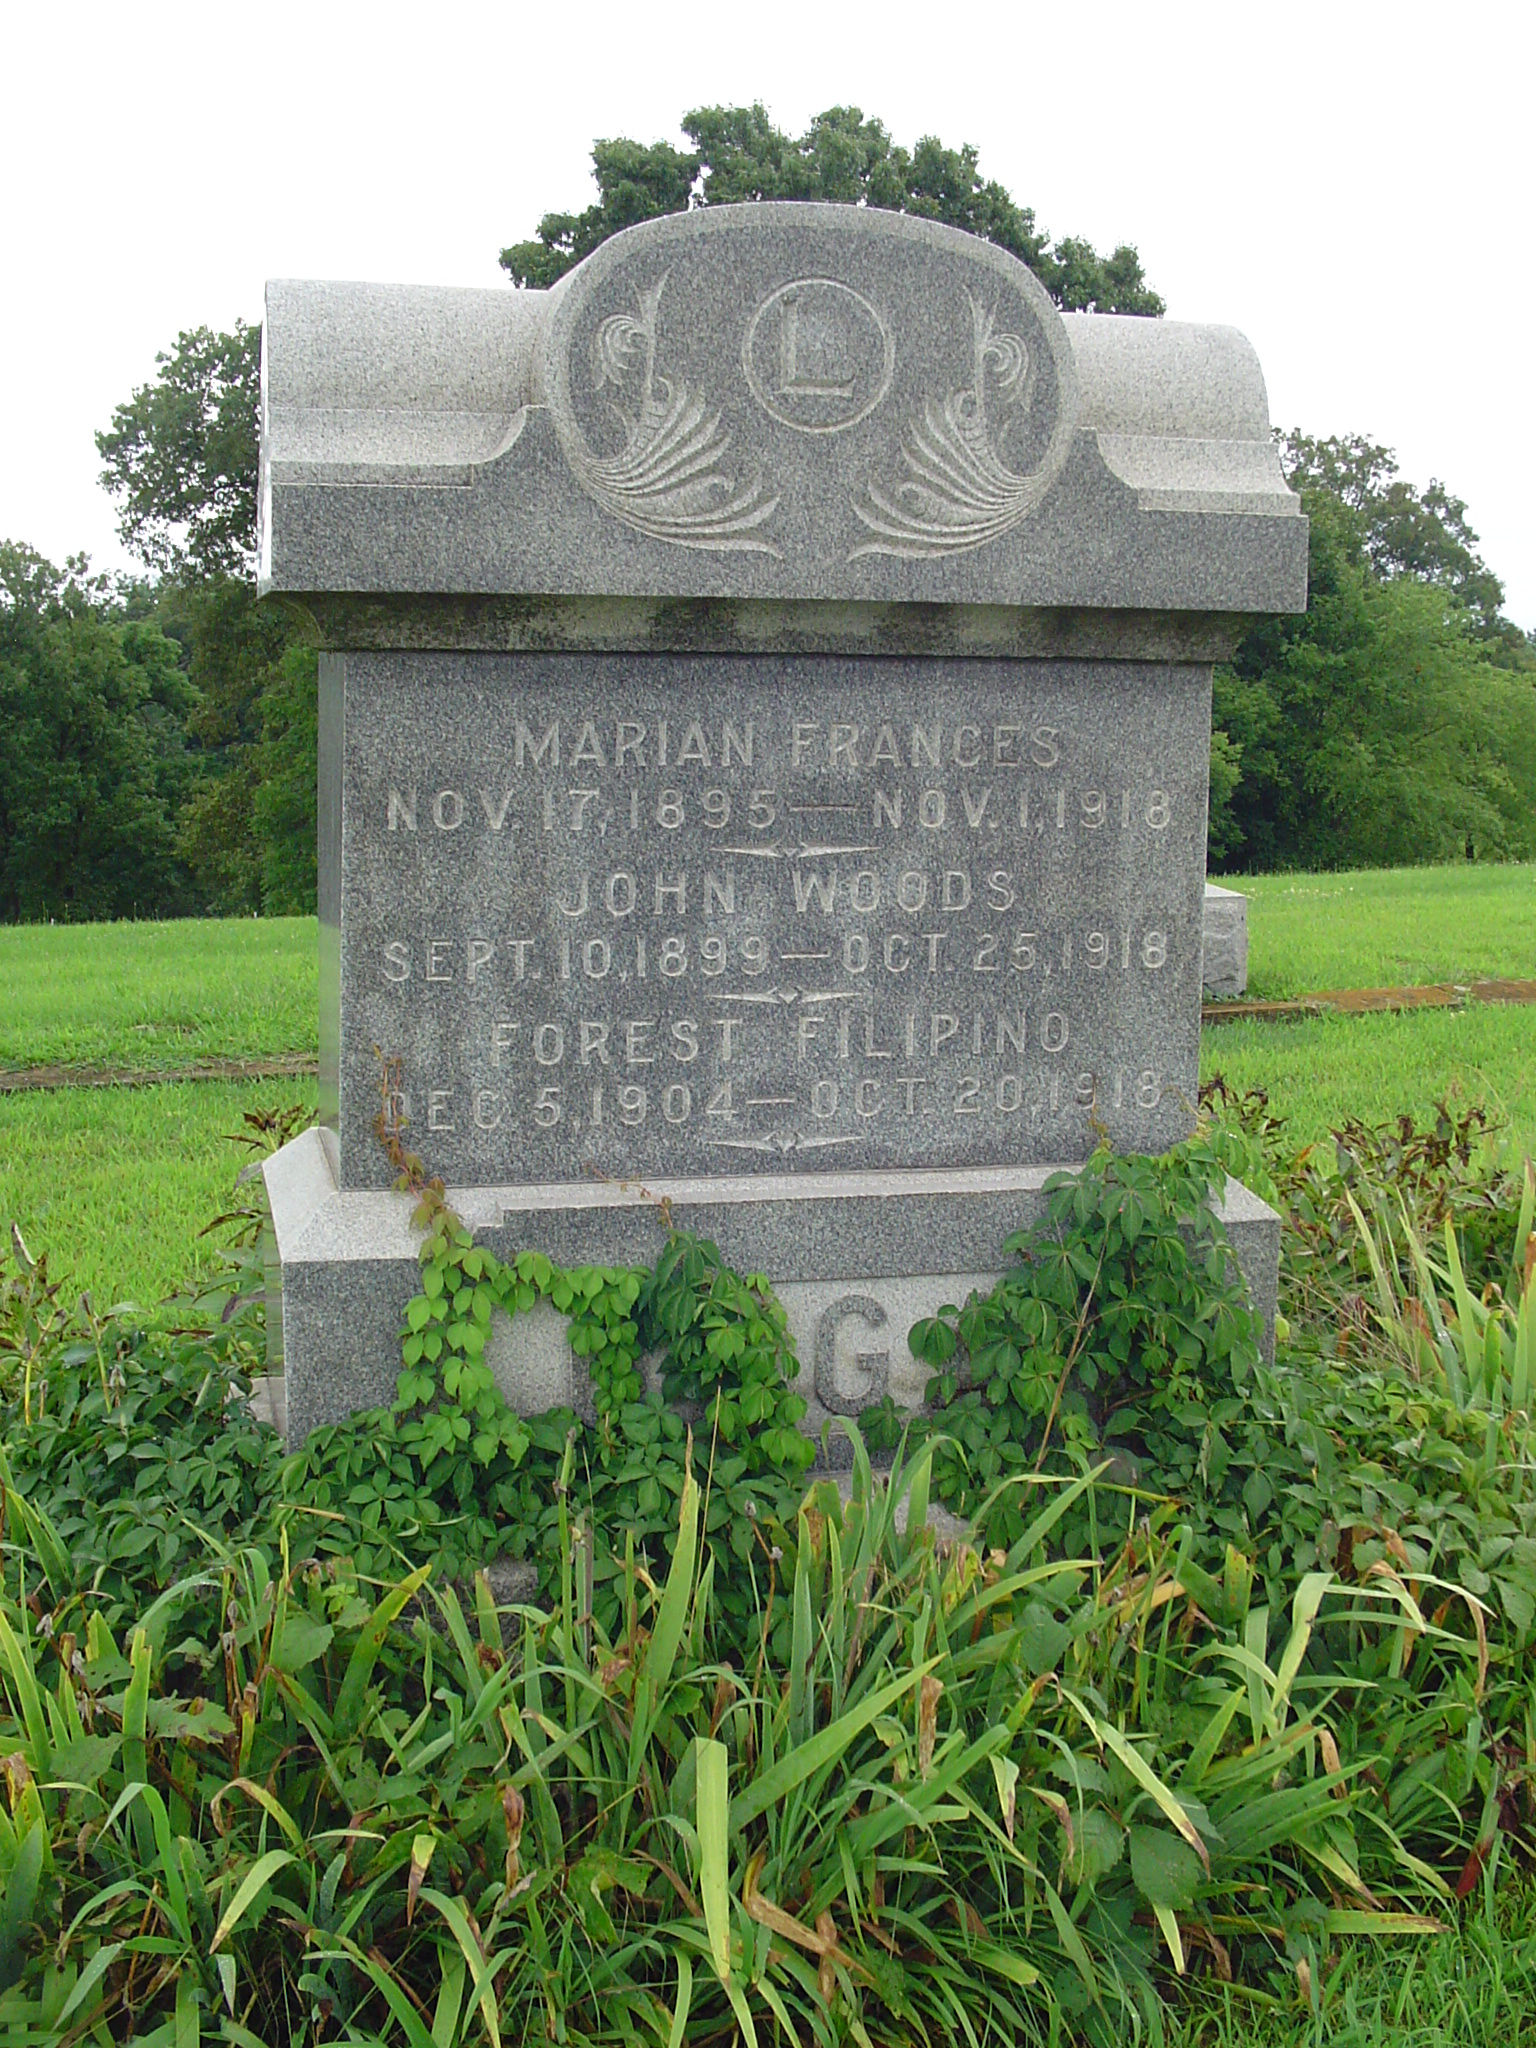 L
MARIAN FRANCES
NOV. 17, 1895 — NOV. 1, 1918
JOHN WOODS
SEPT. 10, 1899 — OCT. 25, 1918
FOREST FILIPINO
DEC. 5, 1904 — OCT. 20, 1918
G